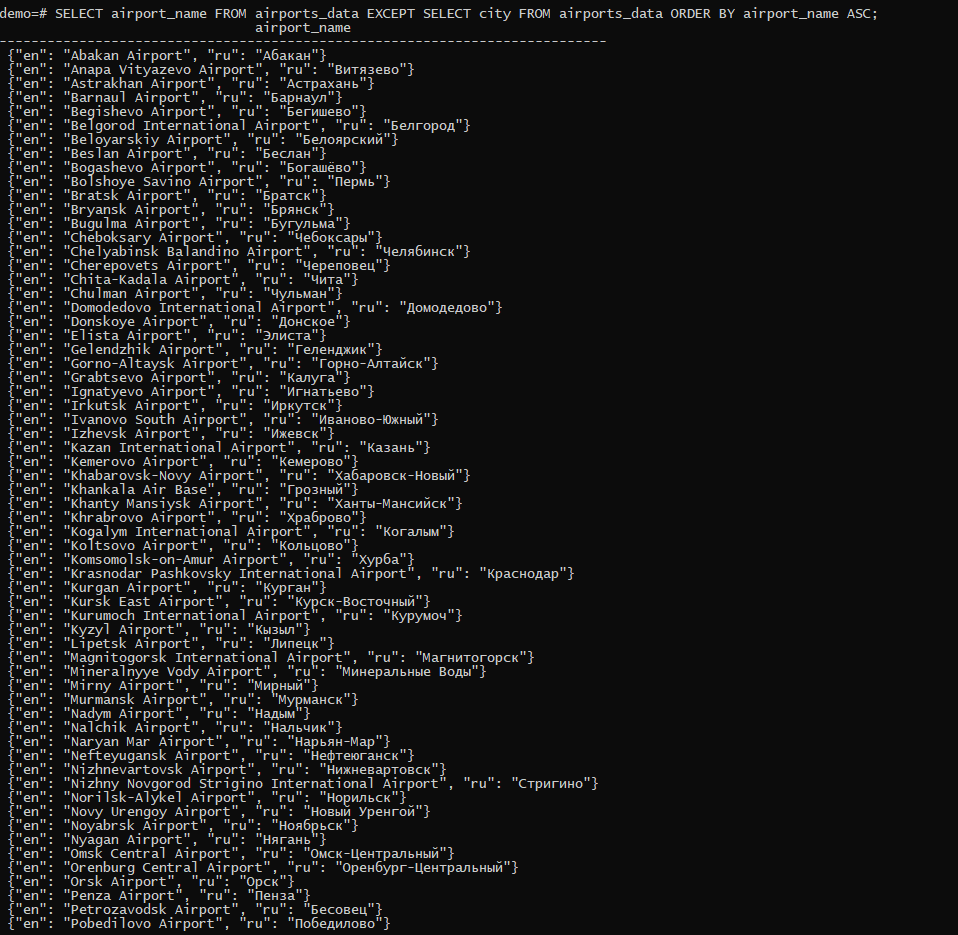 demo=# SELECT airport_name FROM airports_data EXCEPT SELECT city FROM airports_data ORDER BY airport_name ASC;
airport_name
----------------------------------------------------------------------------
{"en": "Abakan Airport", "ru": "Абакан"}
{"en": "Anapa Vityazevo Airport", "ru": "Витязево"}
{"en": "Astrakhan Airport", "ru": "Астрахань"}
{"en": "Barnaul Airport", "ru": "Барнаул"}
{"en": "Begishevo Airport", "ru": "Бегишево"}
{"en": "Belgorod International Airport", "ru": "Белгород"}
{"en": "Beloyarskiy Airport", "ru": "Белоярский"}
{"en": "Beslan Airport", "ru": "Беслан"}
{"en": "Bogashevo Airport", "ru": "Богашёво"}
{"en": "Bolshoye Savino Airport", "ru": "Пермь"}
{"en": "Bratsk Airport", "ru": "Братск"}
{"en": "Bryansk Airport", "ru": "Брянск"}
{"en": "Bugulma Airport", "ru": "Бугульма"}
{"en": "Cheboksary Airport", "ru": "Чебоксары"}
{"en": "Chelyabinsk Balandino Airport", "ru": "Челябинск"}
{"en": "Cherepovets Airport", "ru": "Череповец"}
{"en": "Chita-Kadala Airport", "ru": "Чита"}
{"en": "Chulman Airport", "ru": "Чульман"}
{"en": "Domodedovo International Airport", "ru": "Домодедово"}
{"en": "Donskoye Airport", "ru": "Донское"}
{"en": "Elista Airport", "ru": "Элиста"}
{"en": "Gelendzhik Airport", "ru": "Геленджик"}
{"en": "Gorno-Altaysk Airport", "ru": "Горно-Алтайск"}
{"en": "Grabtsevo Airport", "ru": "Калуга"}
{"en": "Ignatyevo Airport", "ru": "Игнатьево"}
{"en": "Irkutsk Airport", "ru": "Иркутск"}
{"en": "Ivanovo South Airport", "ru": "Иваново-Южный"}
{"en": "Izhevsk Airport", "ru": "Ижевск"}
{"en": "Kazan International Airport", "ru": "Казань"}
{"en": "Kemerovo Airport", "ru": "Кемерово"}
{"en": "Khabarovsk-Novy Airport", "ru": "Хабаровск-Новый"}
{"en": "Khankala Air Base", "ru": "Грозный"}
{"en": "Khanty Mansiysk Airport", "ru": "Ханты-Мансийск"}
{"en": "Khrabrovo Airport", "ru": "Храброво"}
{"en": "Kogalym International Airport", "ru": "Когалым"}
{"en": "Koltsovo Airport", "ru": "Кольцово"}
{"en": "Komsomolsk-on-Amur Airport", "ru": "Хурба"}
{"en": "Krasnodar Pashkovsky International Airport", "ru": "Краснодар"}
{"en": "Kurgan Airport", "ru": "Курган"}
{"en": "Kursk East Airport", "ru": "Курск-Восточный"}
{"en": "Kurumoch International Airport", "ru": "Курумоч"}
{"en": "Kyzyl Airport", "ru": "Кызыл"}
{"en": "Lipetsk Airport", "ru": "Липецк"}
{"en": "Magnitogorsk International Airport", "ru": "Магнитогорск"}
{"en": "Mineralnyye Vody Airport", "ru": "Минеральные Воды"}
{"en": "Mirny Airport", "ru": "Мирный"}
{"en": "Murmansk Airport", "ru": "Мурманск"}
{"en": "Nadym Airport", "ru": "Надым"}
{"en": "Nalchik Airport", "ru": "Нальчик"}
{"en": "Naryan Mar Airport", "ru": "Нарьян-Мар"}
{"en": "Nefteyugansk Airport", "ru": "Нефтеюганск"}
{"en": "Nizhnevartovsk Airport", "ru": "Нижневартовск"}
{"en": "Nizhny Novgorod Strigino International Airport", "ru": "Стригино"}
{"en": "Norilsk-Alykel Airport", "ru": "Норильск"}
{"en": "Novy Urengoy Airport", "ru": "Новый Уренгой"}
{"en": "Noyabrsk Airport", "ru": "Ноябрьск"}
{"en": "Nyagan Airport", "ru": "Нягань"}
{"en": "Omsk Central Airport", "ru": "Омск-Центральный"}
{"en": "Orenburg Central Airport", "ru": "Оренбург-Центральный"}
{"en": "Orsk Airport", "ru": "Орск"}
{"en": "Penza Airport", "ru": "Пенза"}
{"en": "Petrozavodsk Airport", "ru": "Бесовец"}
{"en": "Pobedilovo Airport", "ru": "Победилово"}